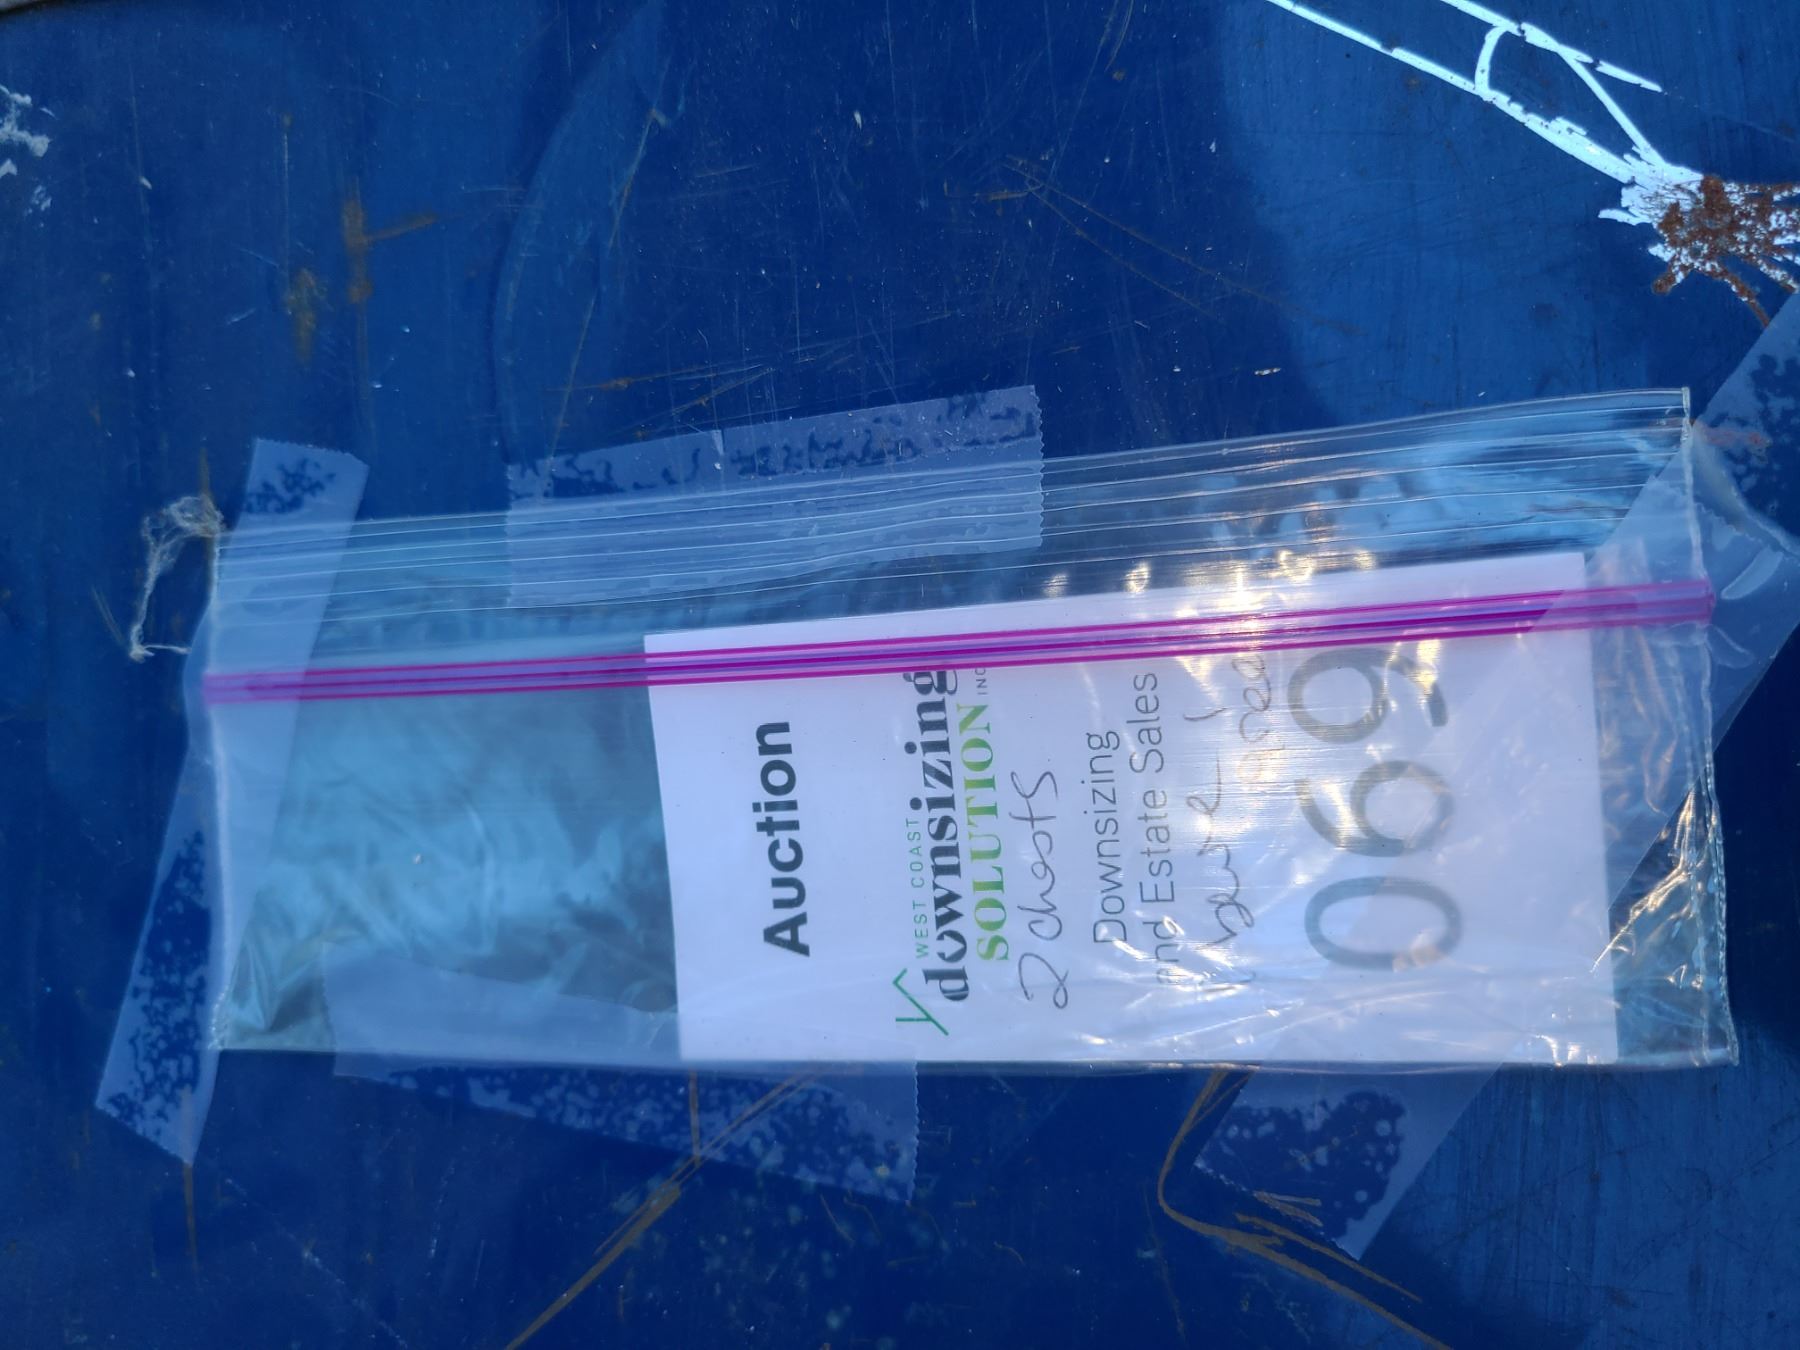 Auction
WEST COAST
downsizing
SOLUTION INC
2 chests
Downsizing
and Estate Sales
069